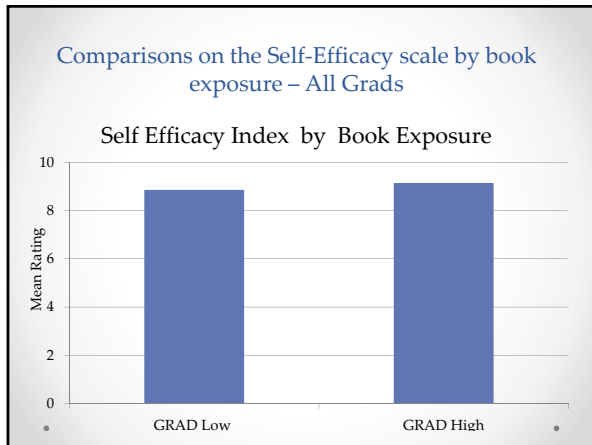 Comparisons on the Self-Efficacy scale by book
exposure – All Grads
Self Efficacy Index  by  Book Exposure
10
8
6
4
2
0
Mean Rating
GRAD Low
GRAD High